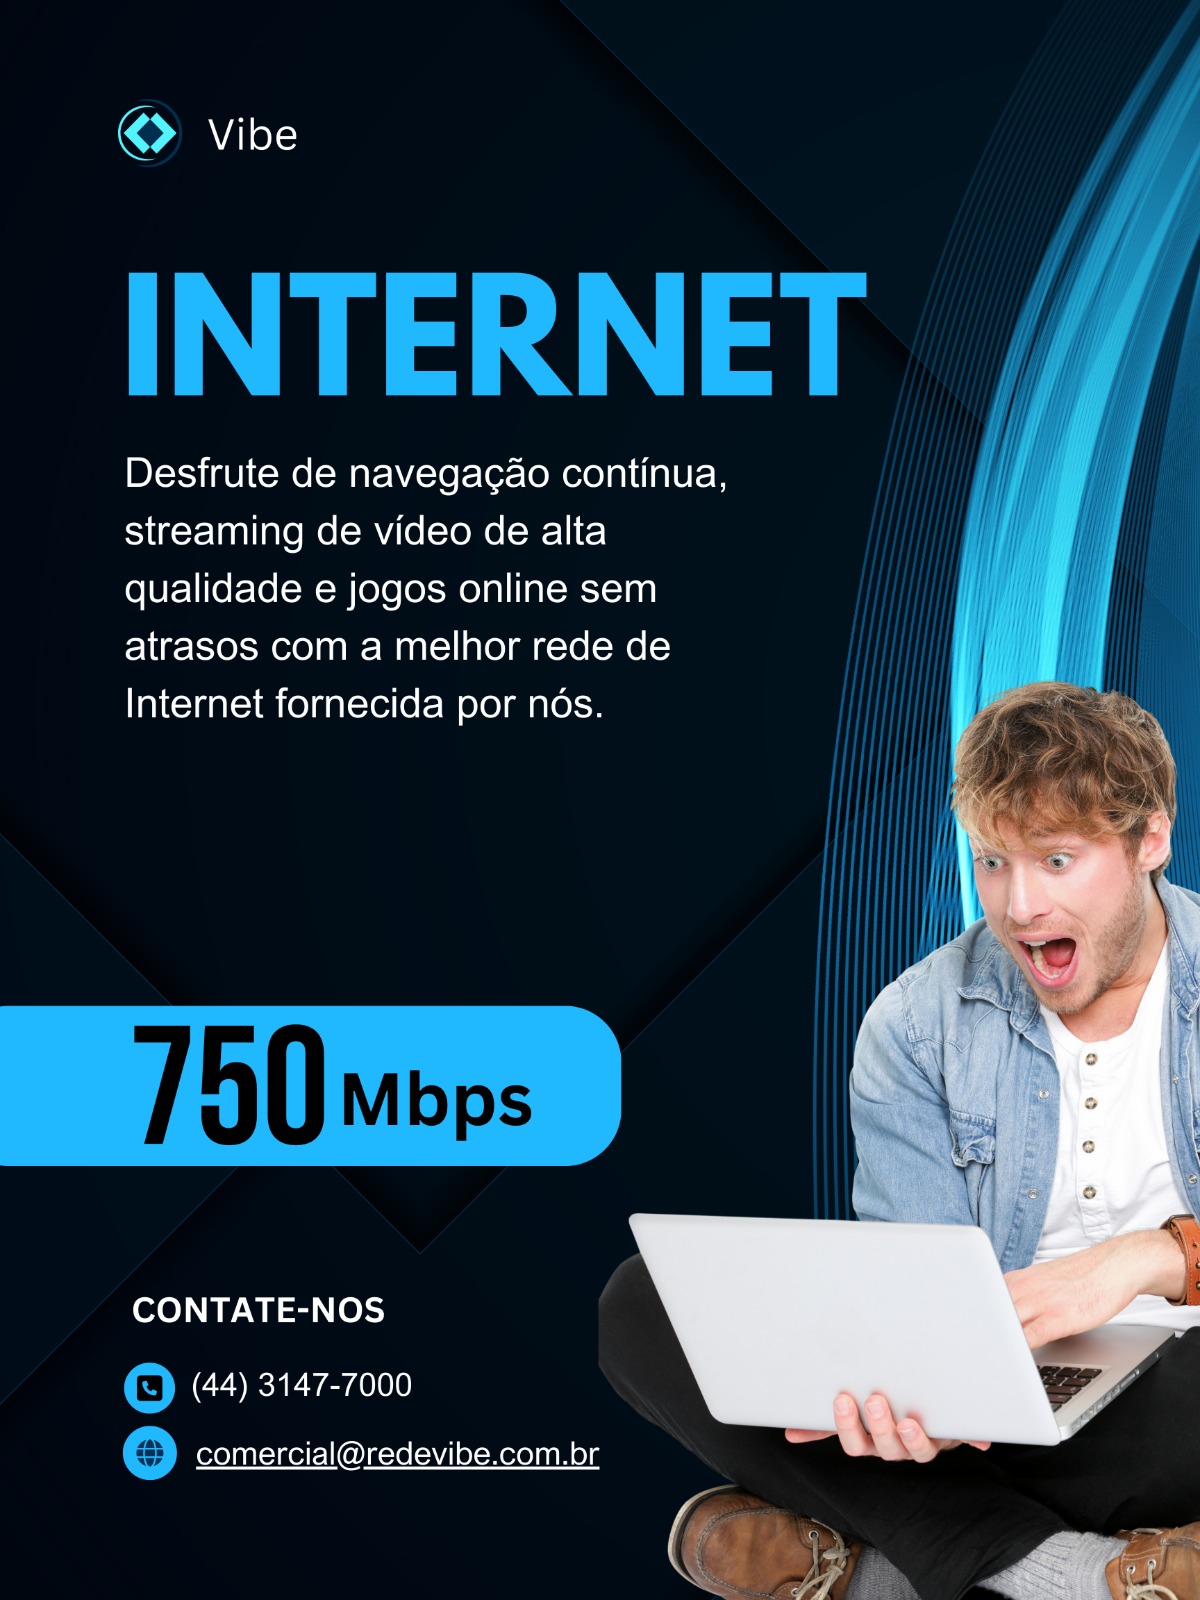 Vibe
INTERNET
Desfrute de navegação contínua,
streaming de vídeo de alta
qualidade e jogos online sem
atrasos com a melhor rede de
Internet fornecida por nós.
750 Mbps
CONTATE-NOS
(44) 3147-7000
comercial@redevibe.com.br